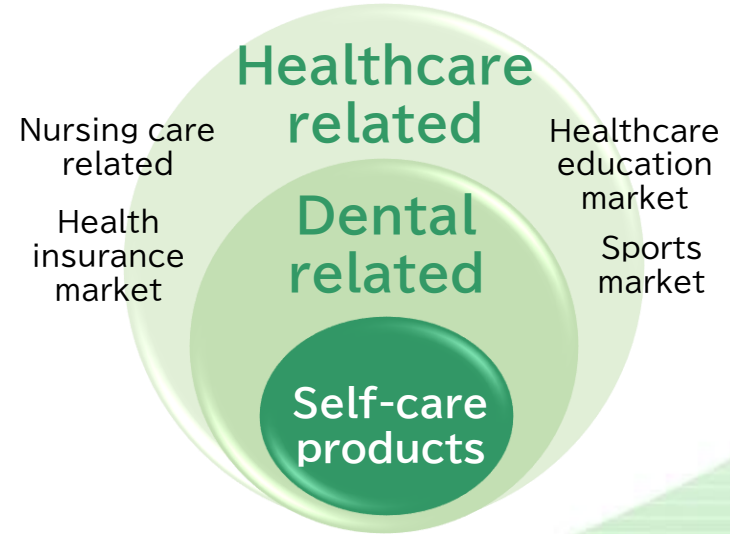 Healthcare
related
Nursing care
related
Health
insurance
market
Healthcare
education
market
Sports
market
Dental
related
Self-care
products